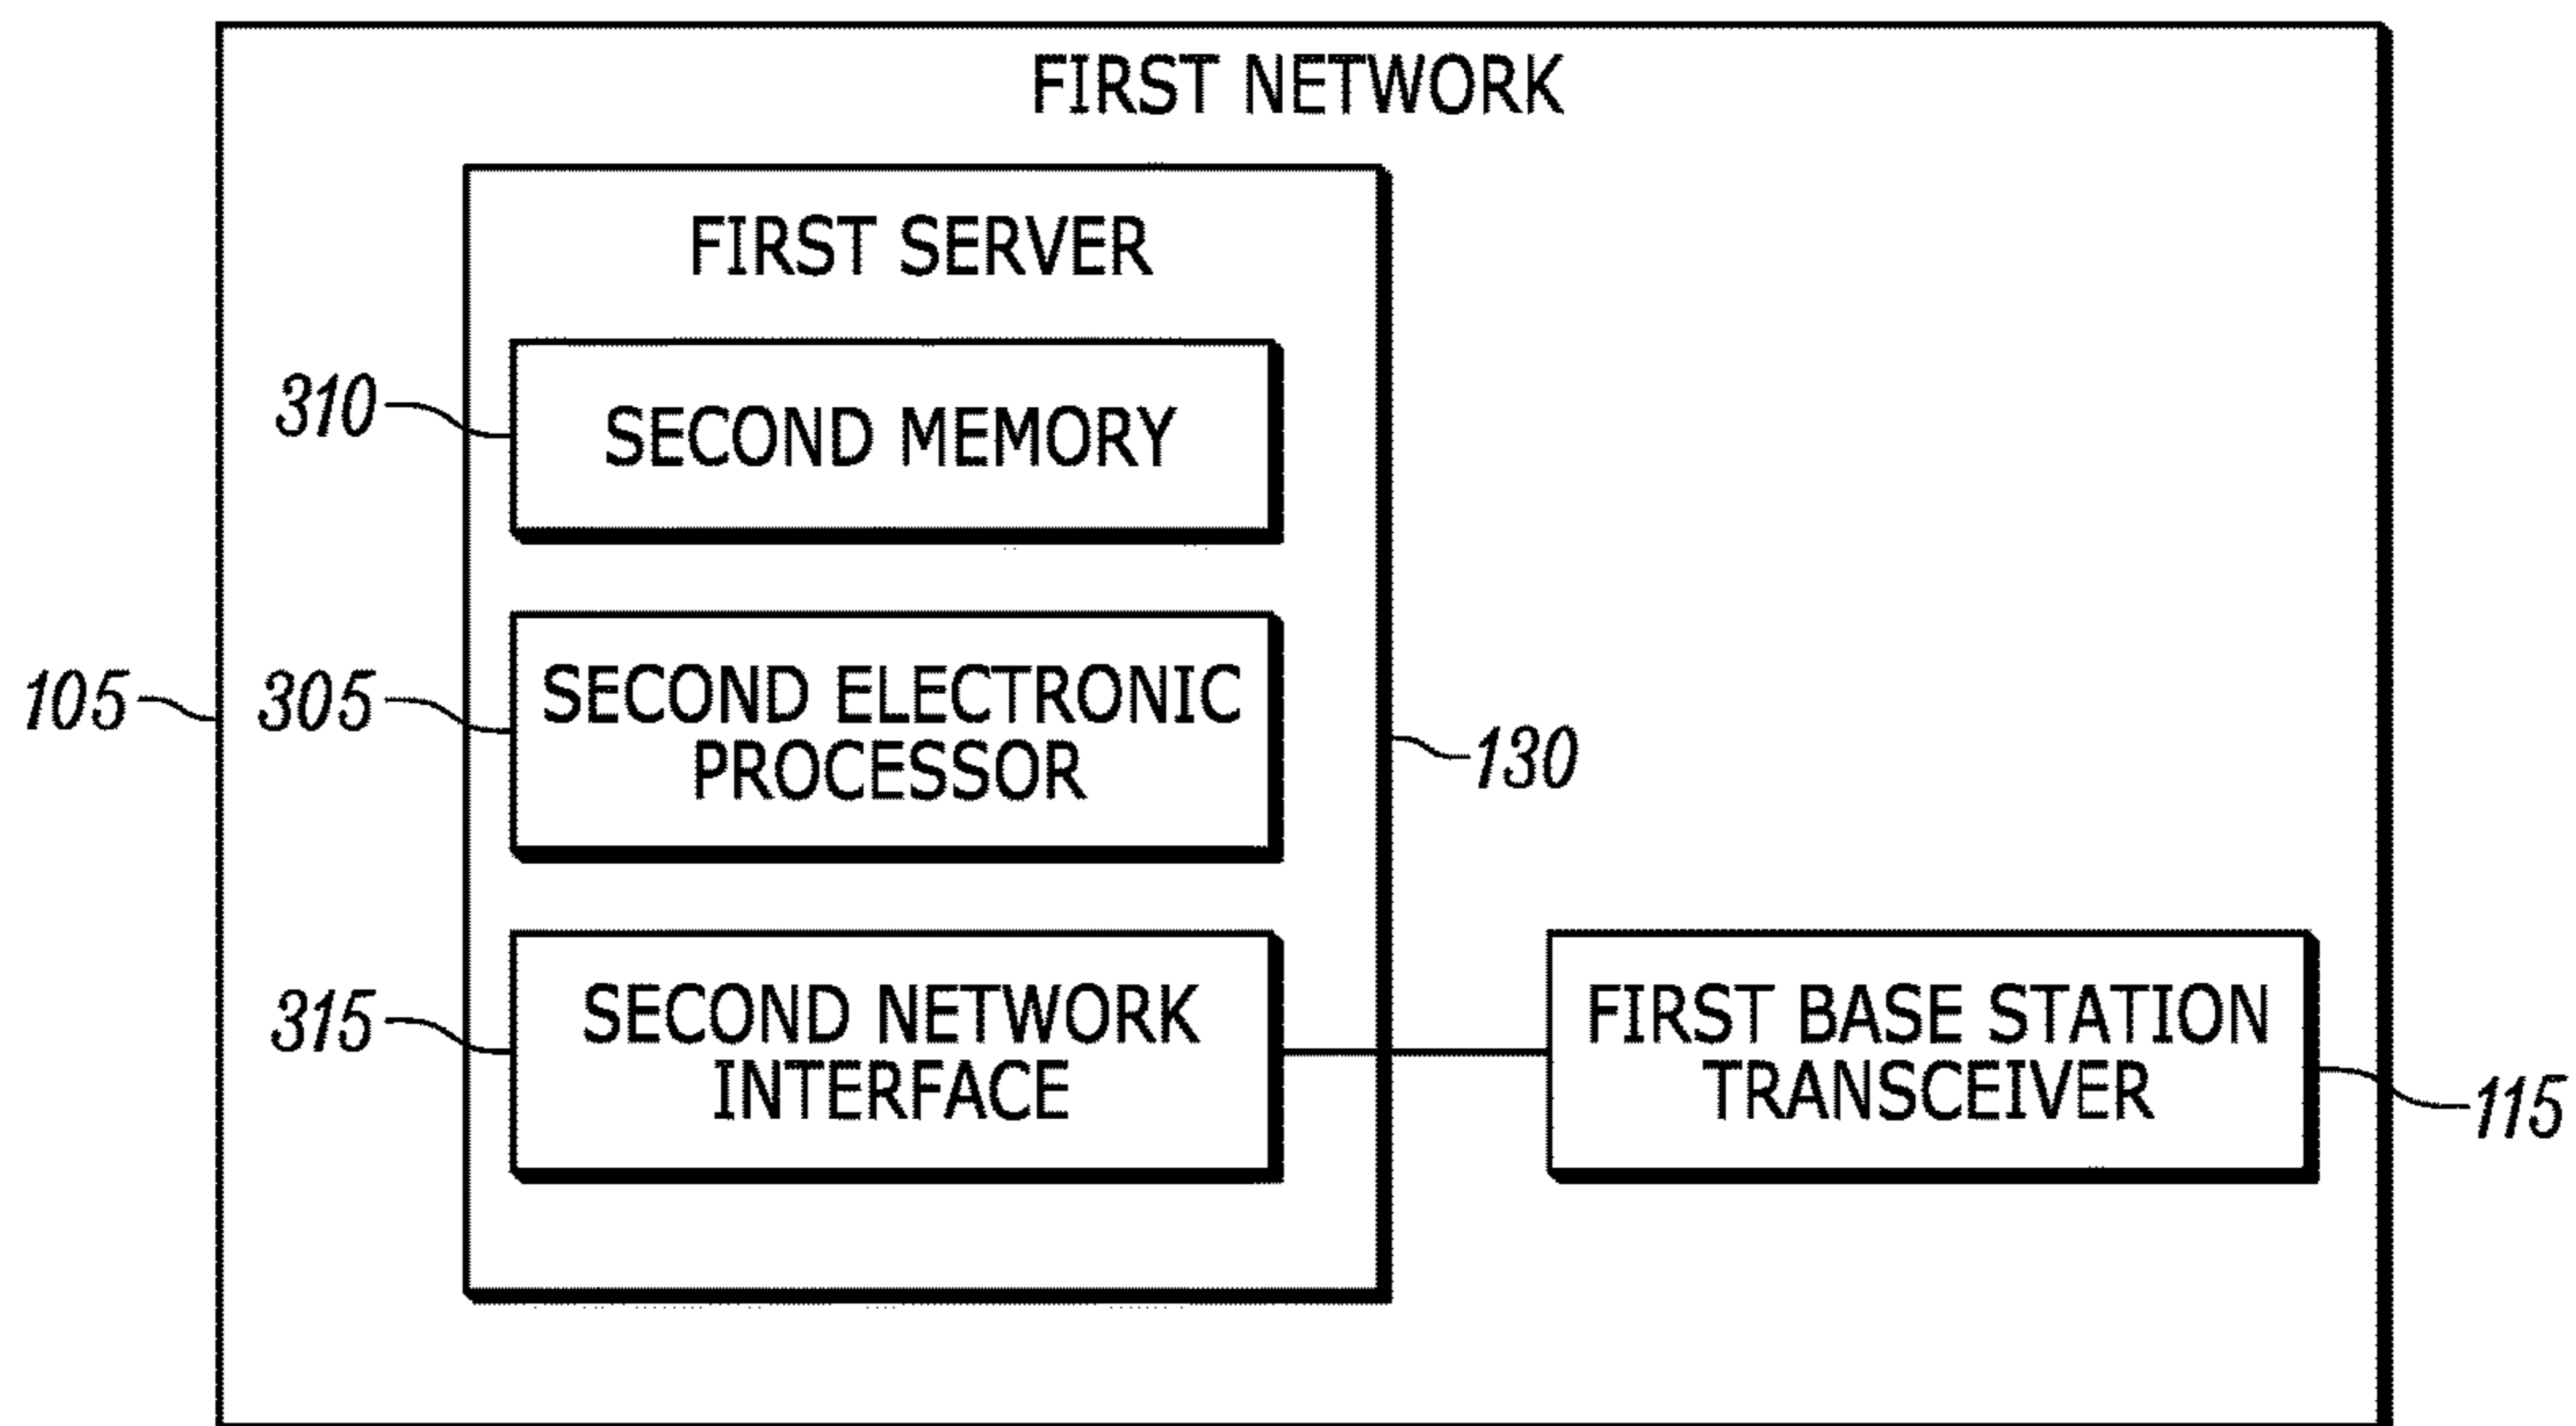 FIRST NETWORK
FIRST SERVER
310
SECOND MEMORY
105
305
SECOND ELECTRONIC
PROCESSOR
130
315
SECOND NETWORK
INTERFACE
FIRST BASE STATION
TRANSCEIVER
115